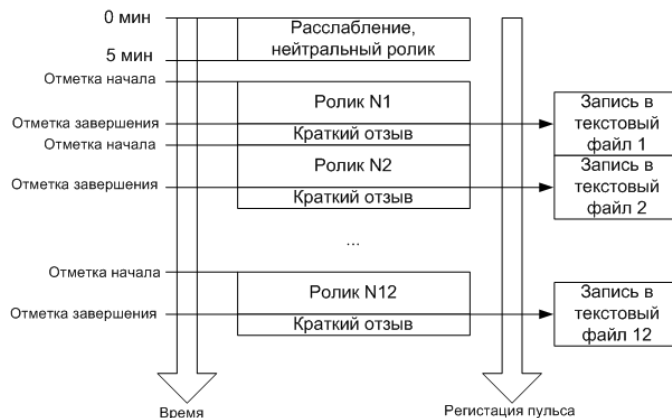 0 мин
Расслабление,
нейтральный ролик
5 мин
Отметка начала
Ролик N1
Запись в
текстовый
файл 1
Отметка завершения
Краткий отзыв
Отметка начала
Ролик N2
Запись в
текстовый
файл 2
Отметка завершения
Краткий отзыв
...
Отметка начала
Ролик N12
Запись в
текстовый
файл 12
Отметка завершения
Краткий отзыв
Время
Регистация пульса